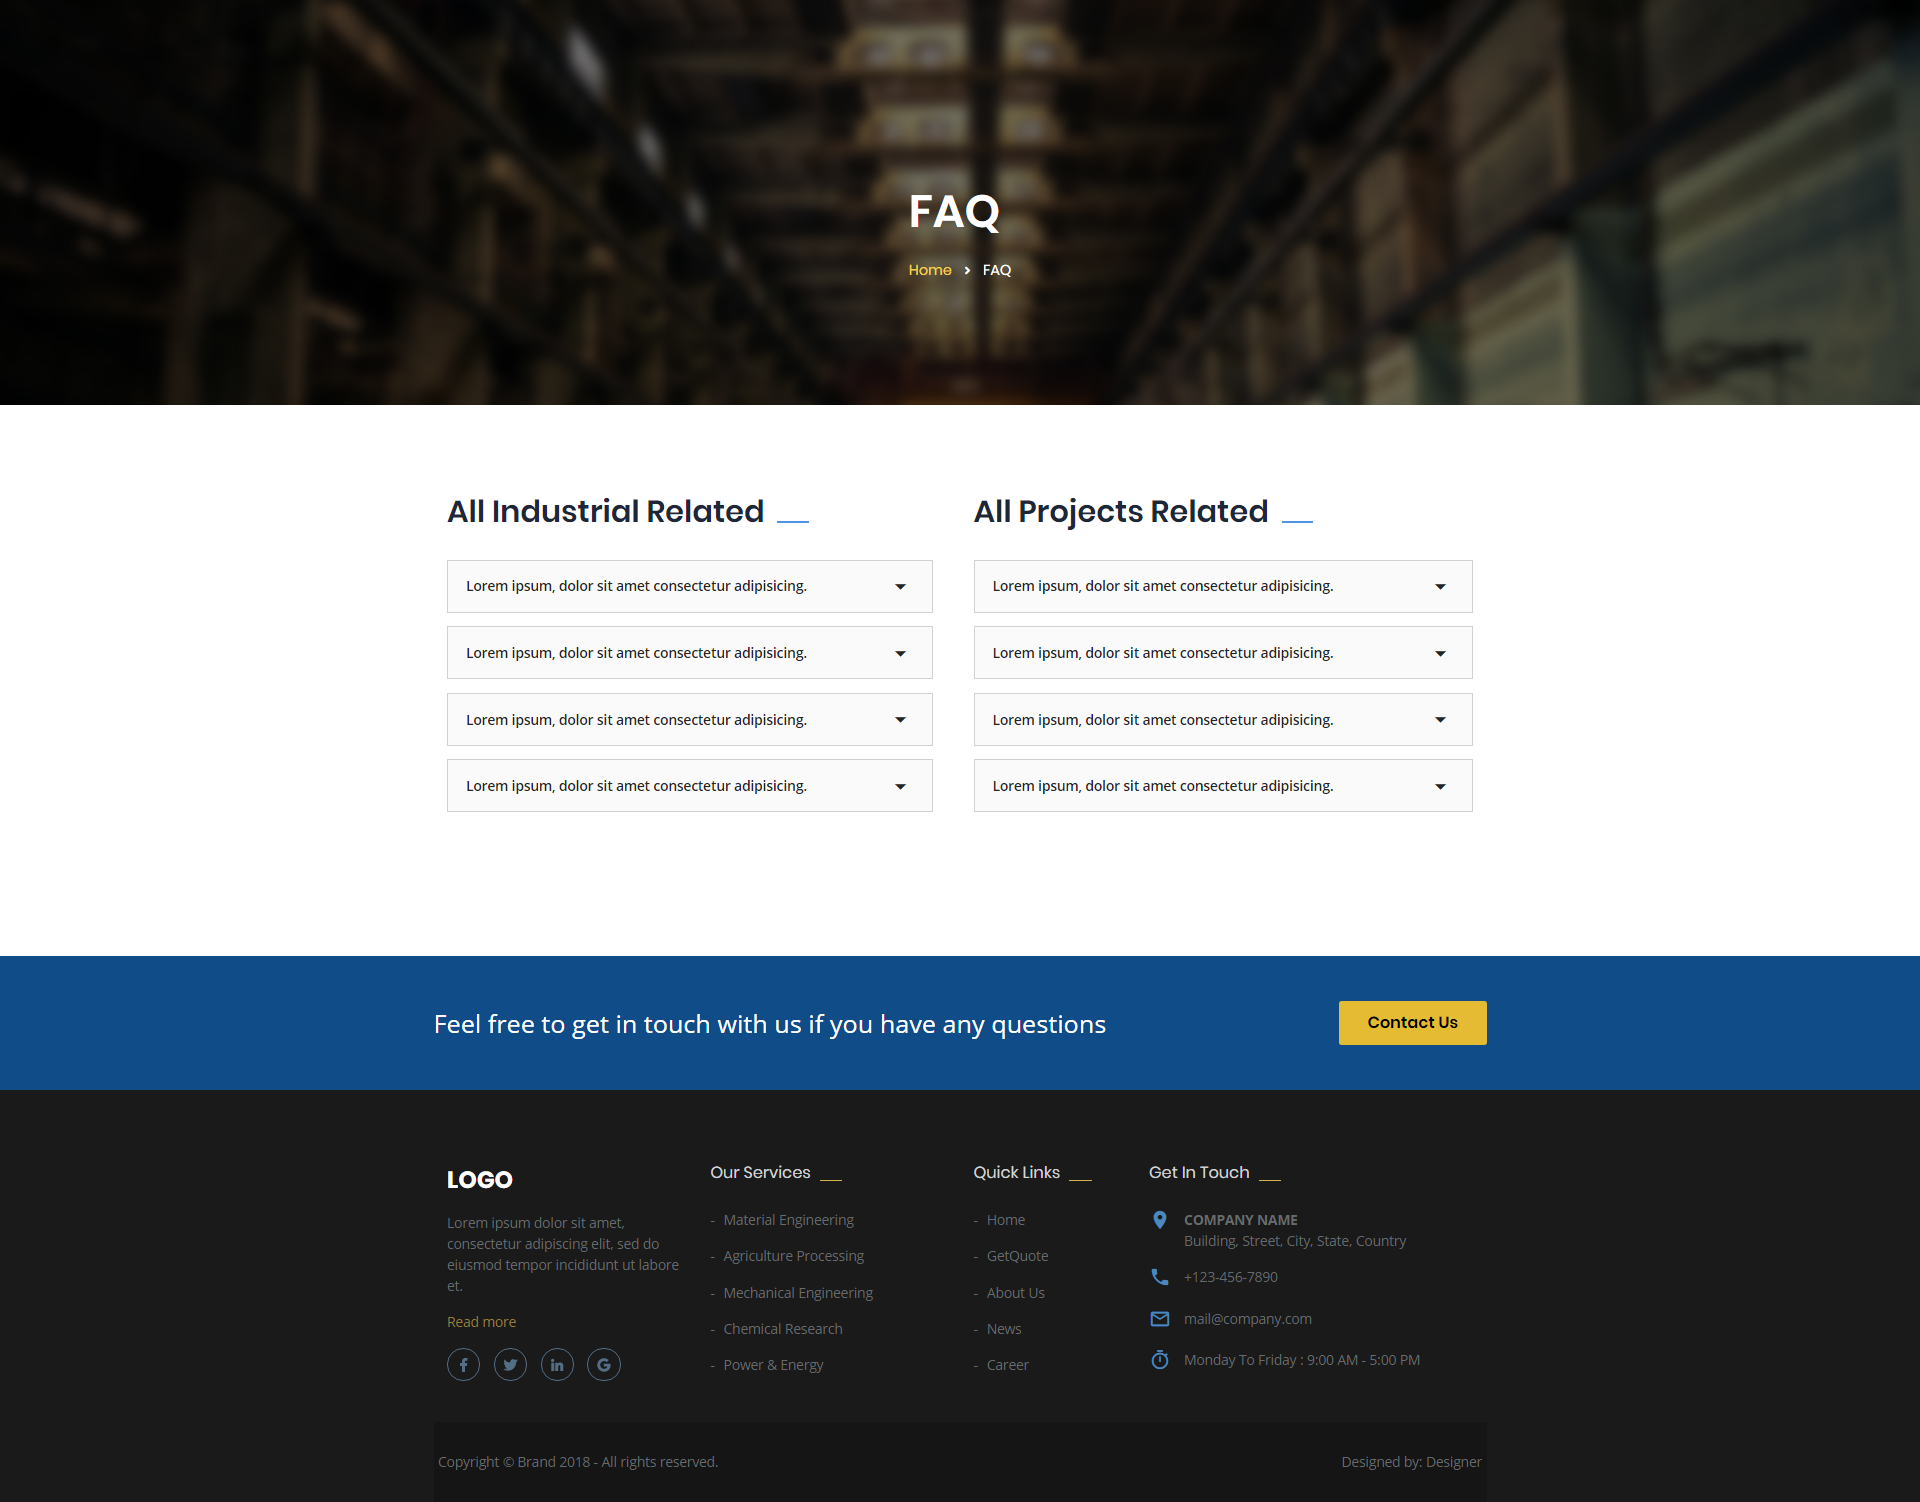 FAQ
Home > FAQ
All Industrial Related
Lorem ipsum, dolor sit amet consectetur adipisicing.
Lorem ipsum, dolor sit amet consectetur adipisicing.
Lorem ipsum, dolor sit amet consectetur adipisicing.
Lorem ipsum, dolor sit amet consectetur adipisicing.
All Projects Related
Lorem ipsum, dolor sit amet consectetur adipisicing.
Lorem ipsum, dolor sit amet consectetur adipisicing.
Lorem ipsum, dolor sit amet consectetur adipisicing.
Lorem ipsum, dolor sit amet consectetur adipisicing.
Feel free to get in touch with us if you have any questions
Contact Us
LOGO
Lorem ipsum dolor sit amet,
consectetur adipiscing elit, sed do
eiusmod tempor incididunt ut labore
et.
Read more
Our Services
- Material Engineering
- Agriculture Processing
- Mechanical Engineering
- Chemical Research
- Power & Energy
Quick Links
- Home
- GetQuote
- About Us
- News
- Career
Get In Touch
COMPANY NAME
Building, Street, City, State, Country
+123-456-7890
mail@company.com
Monday To Friday : 9:00 AM - 5:00 PM
Copyright © Brand 2018 - All rights reserved.
Designed by: Designer